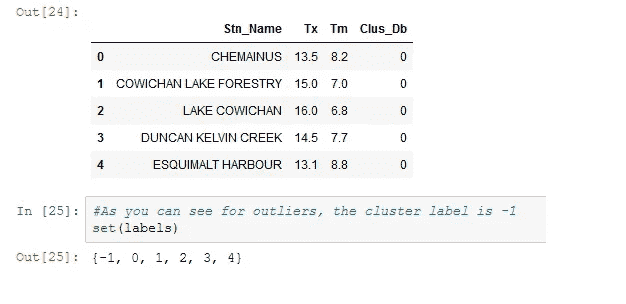 Out[24]:
Stn_Name Tx Tm Clus_Db
0 CHEMAINUS 13.5 8.2 0
1 COWICHAN LAKE FORESTRY 15.0 7.0 0
2 LAKE COWICHAN 16.0 6.8 0
3 DUNCAN KELVIN CREEK 14.5 7.7 0
4 ESQUIMALT HARBOUR 13.1 8.8 0
In [25]: #As you can see for outliers, the cluster label is -1
set(labels)
Out[25]: {-1, 0, 1, 2, 3, 4}